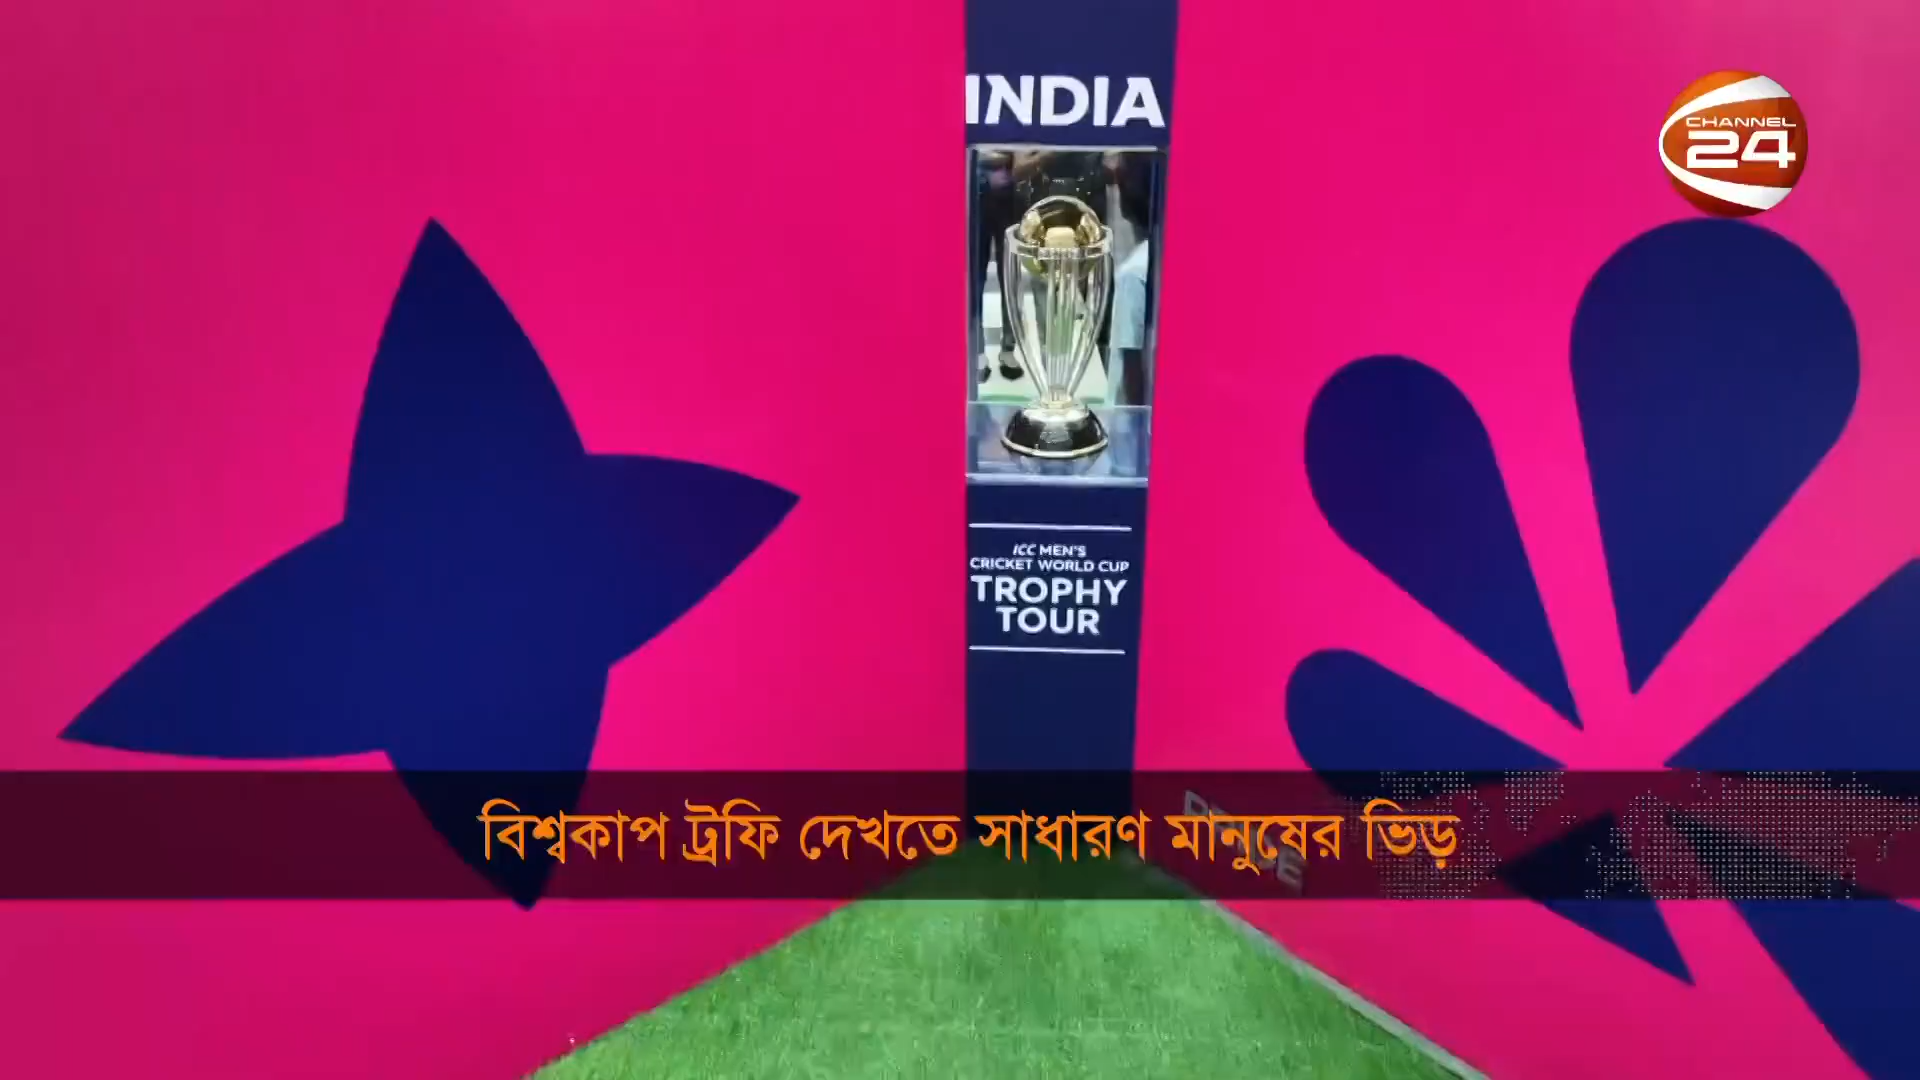 INDIA
CHANNEL
24
ICC MEN'S
CRICKET WORLD CUP
TROPHY
TOUR
বিশ্বকাপ ট্রফি দেখতে সাধারণ মানুষের ভিড়